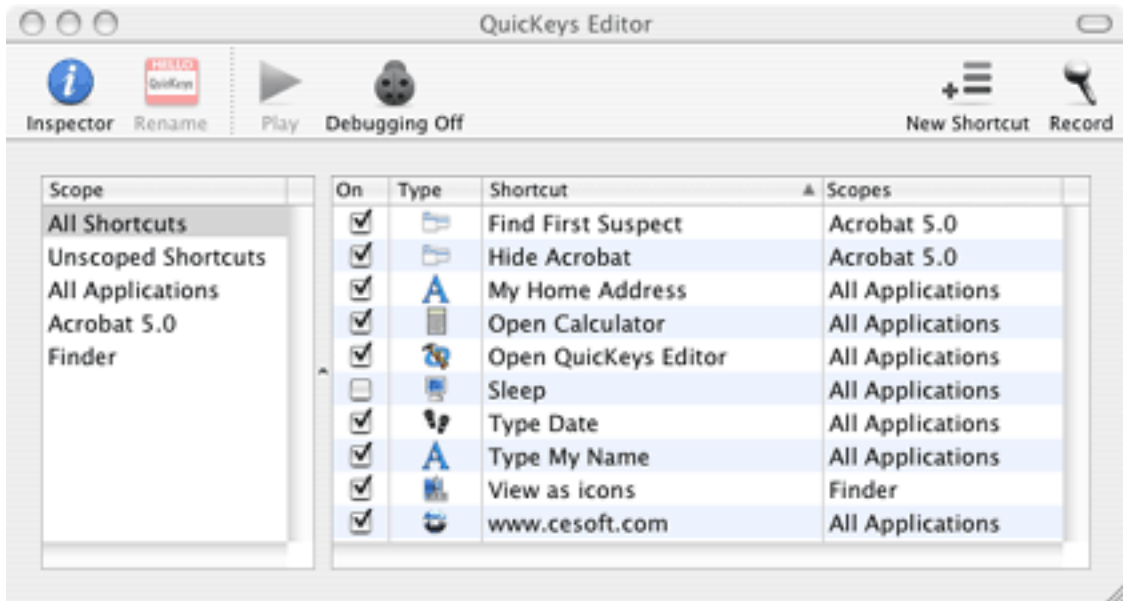 QuicKeys Editor
HELLO
QuicKeys
Inspector Rename Play Debugging Off New Shortcut Record
Scope On Type Shortcut Scopes
All Shortcuts Find First Suspect Acrobat 5.0
Unscoped Shortcuts Hide Acrobat Acrobat 5.0
All Applications My Home Address All Applications
Acrobat 5.0 Open Calculator All Applications
Finder Open QuicKeys Editor All Applications
Sleep All Applications
Type Date All Applications
Type My Name All Applications
View as icons Finder
www.cesoft.com All Applications